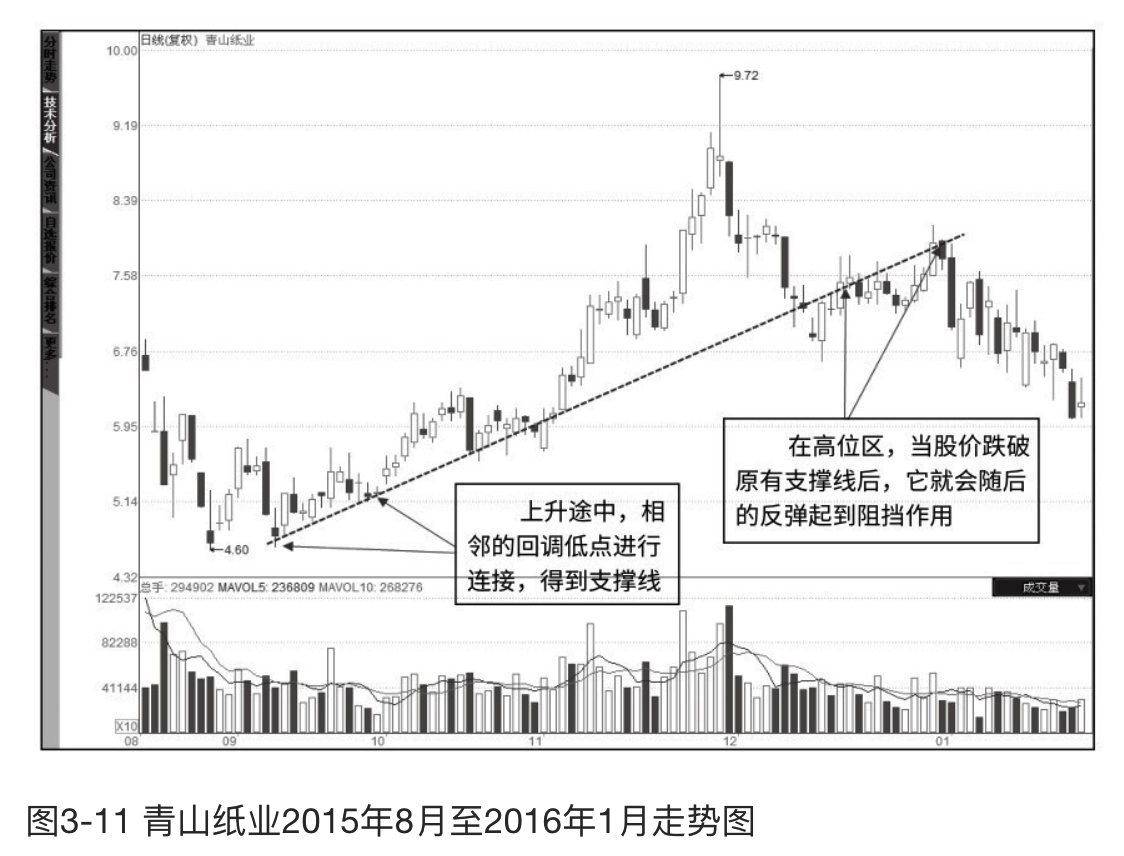 分时走势
技术分析
公司资讯
自选报价
综合排名
更多...
日线(复权) 青山纸业
10.00
9.72
9.19
8.39
7.58
6.76
5.95
5.14
4.60
4.32
在高位区，当股价跌破
原有支撑线后，它就会随后
的反弹起到阻挡作用
上升途中，相
邻的回调低点进行
连接，得到支撑线
总手: 294902 MAVOL5: 236809 MAVOL10: 268276
成交量
122537
82288
41144
X10
08 09 10 11 12 01
图3-11 青山纸业2015年8月至2016年1月走势图